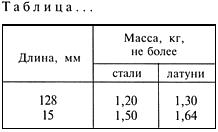 Таблица...
Длина, мм
Масса, кг,
не более
стали латуни
128 1,20 1,30
15 1,50 1,64